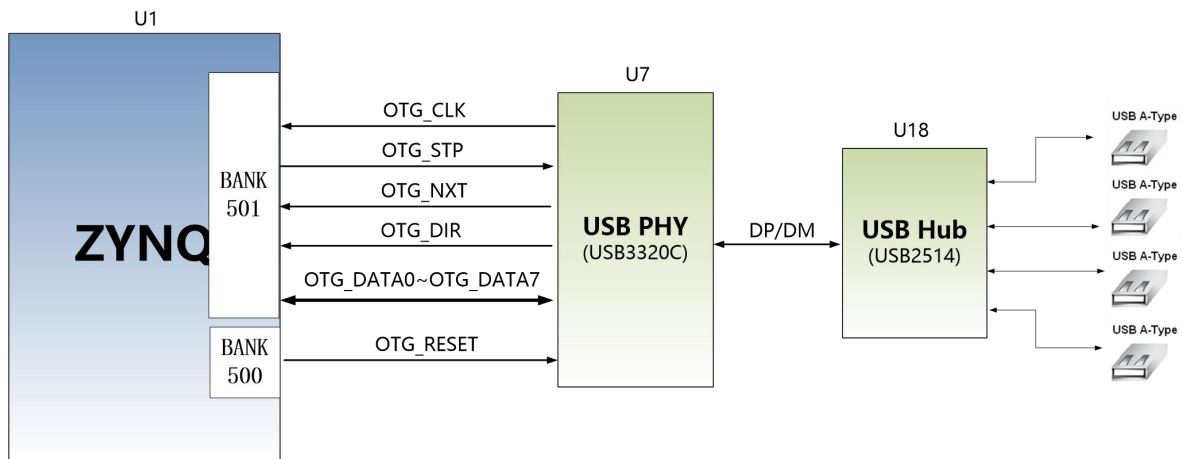 U1
ZYNQ
BANK
501
BANK
500
OTG_CLK
OTG_STP
OTG_NXT
OTG_DIR
OTG_DATA0~OTG_DATA7
OTG_RESET
U7
USB PHY
(USB3320C)
DP/DM
U18
USB Hub
(USB2514)
USB A-Type
USB A-Type
USB A-Type
USB A-Type